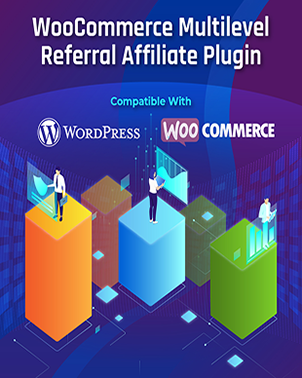 WooCommerce Multilevel
Referral Affiliate Plugin
Compatible With
WORDPRESS
WOO COMMERCE